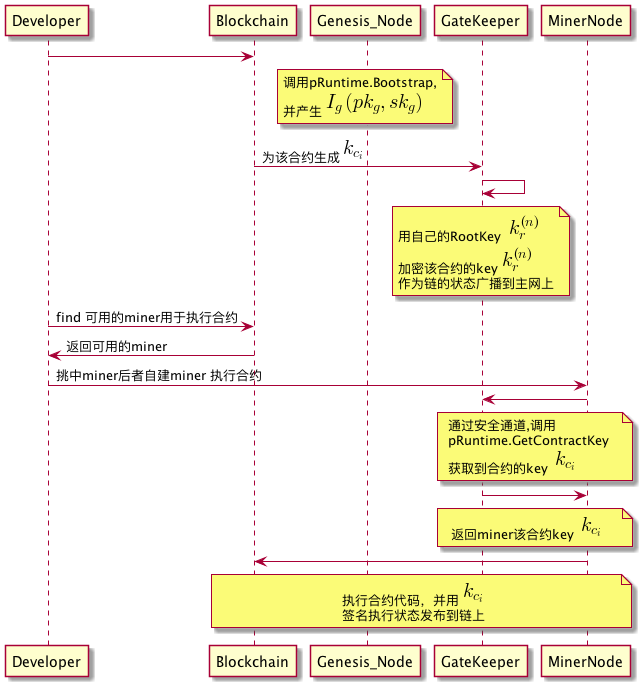 Developer Blockchain Genesis_Node GateKeeper MinerNode
调用pRuntime.Bootstrap,
并产生 $I_g(pk_g, sk_g)$
为该合约生成 $k_{c_i}$
用自己的RootKey $k_r^{(n)}$
加密该合约的key $k_r^{(n)}$
作为链的状态广播到主网上
find 可用的miner用于执行合约
返回可用的miner
挑中miner后者自建miner 执行合约
通过安全通道,调用
pRuntime.GetContractKey
获取到合约的key $k_{c_i}$
返回miner该合约key $k_{c_i}$
执行合约代码，并用 $k_{c_i}$
签名执行状态发布到链上
Developer Blockchain Genesis_Node GateKeeper MinerNode